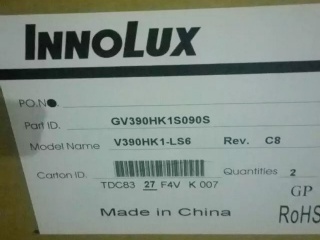 INNOLUX
PO.NO.
Part ID. GV390HK1S090S
Model Name V390HK1-LS6 Rev. C8
Carton ID. Quantities 2
TDC83 27 F4V K 007
GP
Made in China RoHS